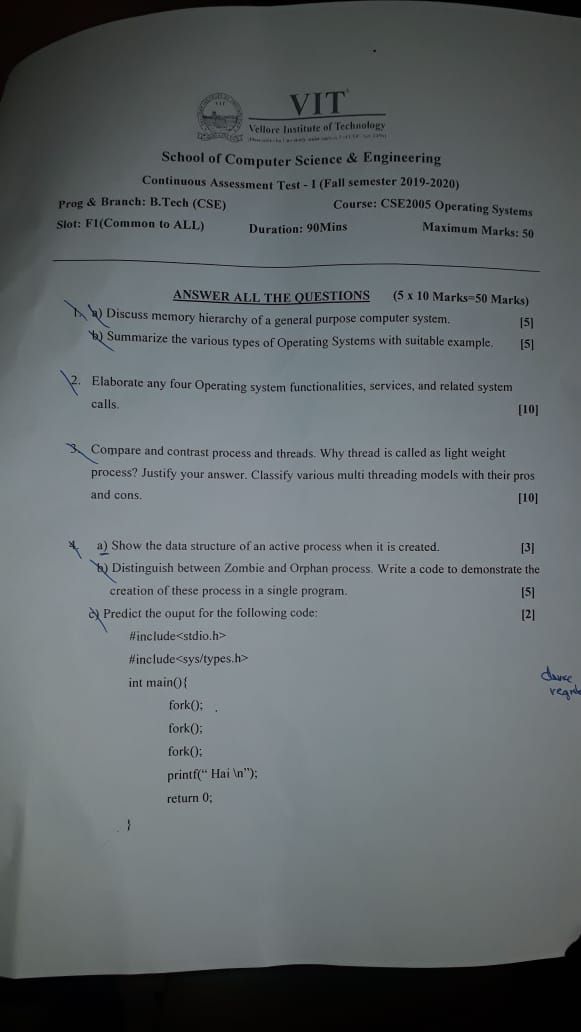 VIT
Vellore Institute of Technology
School of Computer Science & Engineering
Continuous Assessment Test - I (Fall semester 2019-2020)
Prog & Branch: B.Tech (CSE) Course: CSE2005 Operating Systems
Slot: F1(Common to ALL) Duration: 90Mins Maximum Marks: 50
ANSWER ALL THE QUESTIONS (5 x 10 Marks=50 Marks)
1. a) Discuss memory hierarchy of a general purpose computer system. [5]
b) Summarize the various types of Operating Systems with suitable example. [5]
2. Elaborate any four Operating system functionalities, services, and related system
calls. [10]
3. Compare and contrast process and threads. Why thread is called as light weight
process? Justify your answer. Classify various multi threading models with their pros
and cons. [10]
4. a) Show the data structure of an active process when it is created. [3]
b) Distinguish between Zombie and Orphan process. Write a code to demonstrate the
creation of these process in a single program. [5]
c) Predict the ouput for the following code: [2]
#include<stdio.h>
#include<sys/types.h>
int main(){
fork();
fork();
fork();
printf(“ Hai \n”);
return 0;
}